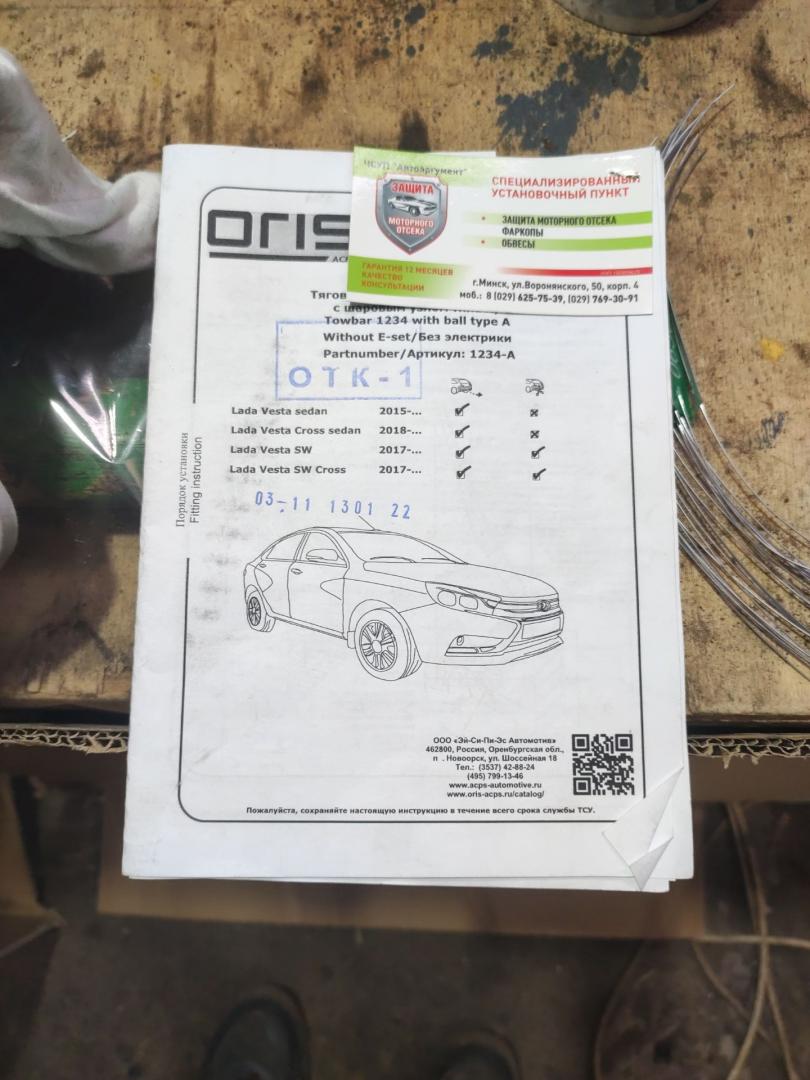 ЧСУП "Автоаргумент"
ЗАЩИТА
МОТОРНОГО
ОТСЕКА
СПЕЦИАЛИЗИРОВАННЫЙ
УСТАНОВОЧНЫЙ ПУНКТ
• ЗАЩИТА МОТОРНОГО ОТСЕКА
ФАРКОПЫ
• ОБВЕСЫ
ГАРАНТИЯ 12 МЕСЯЦЕВ
КАЧЕСТВО
КОНСУЛЬТАЦИИ
г.Минск, ул.Воронянского, 50, корп. 4
моб.: 8 (029) 625-75-39, (029) 769-30-91
ORIS
Тягов
с шаровым
Towbar 1234 with ball type A
Without E-set/Без электрики
Partnumber/Артикул: 1234-A
ОТК-1
Lada Vesta sedan 2015-...
Lada Vesta Cross sedan 2018-...
Lada Vesta SW 2017-...
Lada Vesta SW Cross 2017-...
Порядок установки
Fitting instruction
03-11 1301 22
ООО «Эй-Си-Пи-Эс Автомотив»
462800, Россия, Оренбургская обл.,
п . Новоорск, ул. Шоссейная 18
Тел.: (3537) 42-88-24
(495) 799-13-46
www.acps-automotive.ru
www.oris-acps.ru/catalog/
Пожалуйста, сохраняйте настоящую инструкцию в течение всего срока службы ТСУ.